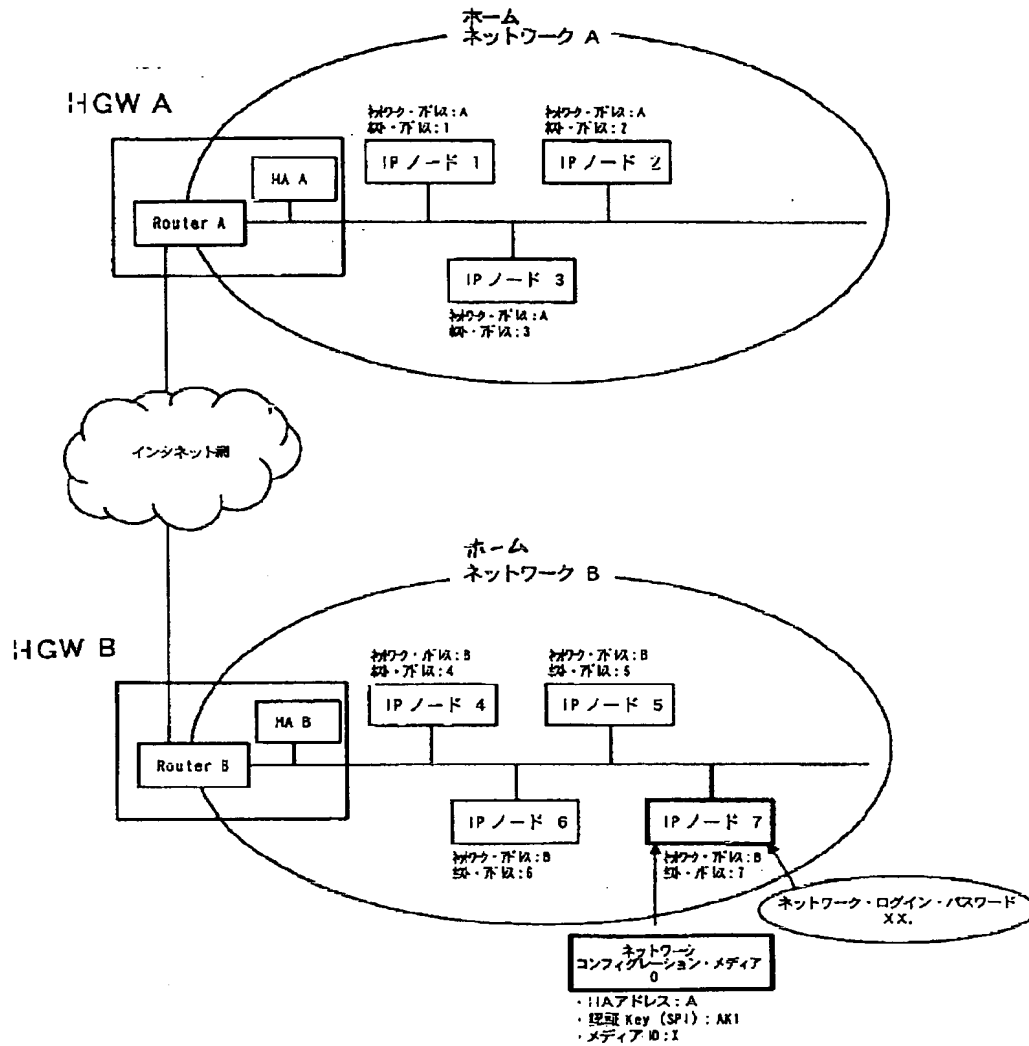 ホーム
ネットワーク A
HGW A
ネットワーク・アドレス:A
ホスト・アドレス:1
ネットワーク・アドレス:A
ホスト・アドレス:2
HA A
IP ノード 1
IP ノード 2
Router A
IP ノード 3
ネットワーク・アドレス:A
ホスト・アドレス:3
インタネット網
ホーム
ネットワーク B
HGW B
ネットワーク・アドレス:B
ホスト・アドレス:4
ネットワーク・アドレス:B
ホスト・アドレス:5
HA B
IP ノード 4
IP ノード 5
Router B
IP ノード 6
IP ノード 7
ネットワーク・アドレス:B
ホスト・アドレス:6
ネットワーク・アドレス:B
ホスト・アドレス:7
ネットワーク・ログイン・パスワード
XX.
ネットワーク
コンフィグレーション・メディア
0
・HAアドレス:A
・認証 Key (SPI):AK1
・メディア ID:X